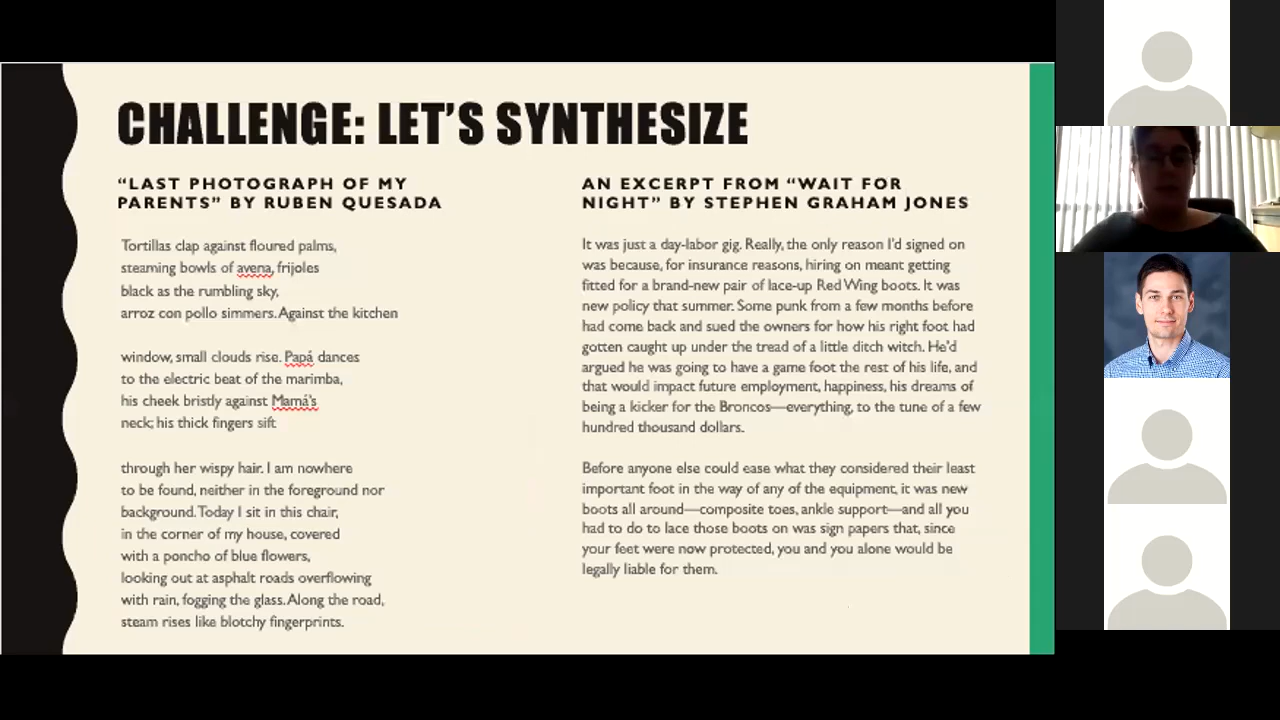 CHALLENGE: LET'S SYNTHESIZE
“LAST PHOTOGRAPH OF MY
PARENTS” BY RUBEN QUESADA
Tortillas clap against floured palms,
steaming bowls of avena, frijoles
black as the rumbling sky,
arroz con pollo simmers. Against the kitchen
window, small clouds rise. Papá dances
to the electric beat of the marimba,
his cheek bristly against Mamá's
neck; his thick fingers sift
through her wispy hair. I am nowhere
to be found, neither in the foreground nor
background. Today I sit in this chair,
in the corner of my house, covered
with a poncho of blue flowers,
looking out at asphalt roads overflowing
with rain, fogging the glass. Along the road,
steam rises like blotchy fingerprints.
AN EXCERPT FROM “WAIT FOR
NIGHT” BY STEPHEN GRAHAM JONES
It was just a day-labor gig. Really, the only reason I'd signed on
was because, for insurance reasons, hiring on meant getting
fitted for a brand-new pair of lace-up Red Wing boots. It was
new policy that summer. Some punk from a few months before
had come back and sued the owners for how his right foot had
gotten caught up under the tread of a little ditch witch. He'd
argued he was going to have a game foot the rest of his life, and
that would impact future employment, happiness, his dreams of
being a kicker for the Broncos—everything, to the tune of a few
hundred thousand dollars.
Before anyone else could ease what they considered their least
important foot in the way of any of the equipment, it was new
boots all around—composite toes, ankle support—and all you
had to do to lace those boots on was sign papers that, since
your feet were now protected, you and you alone would be
legally liable for them.